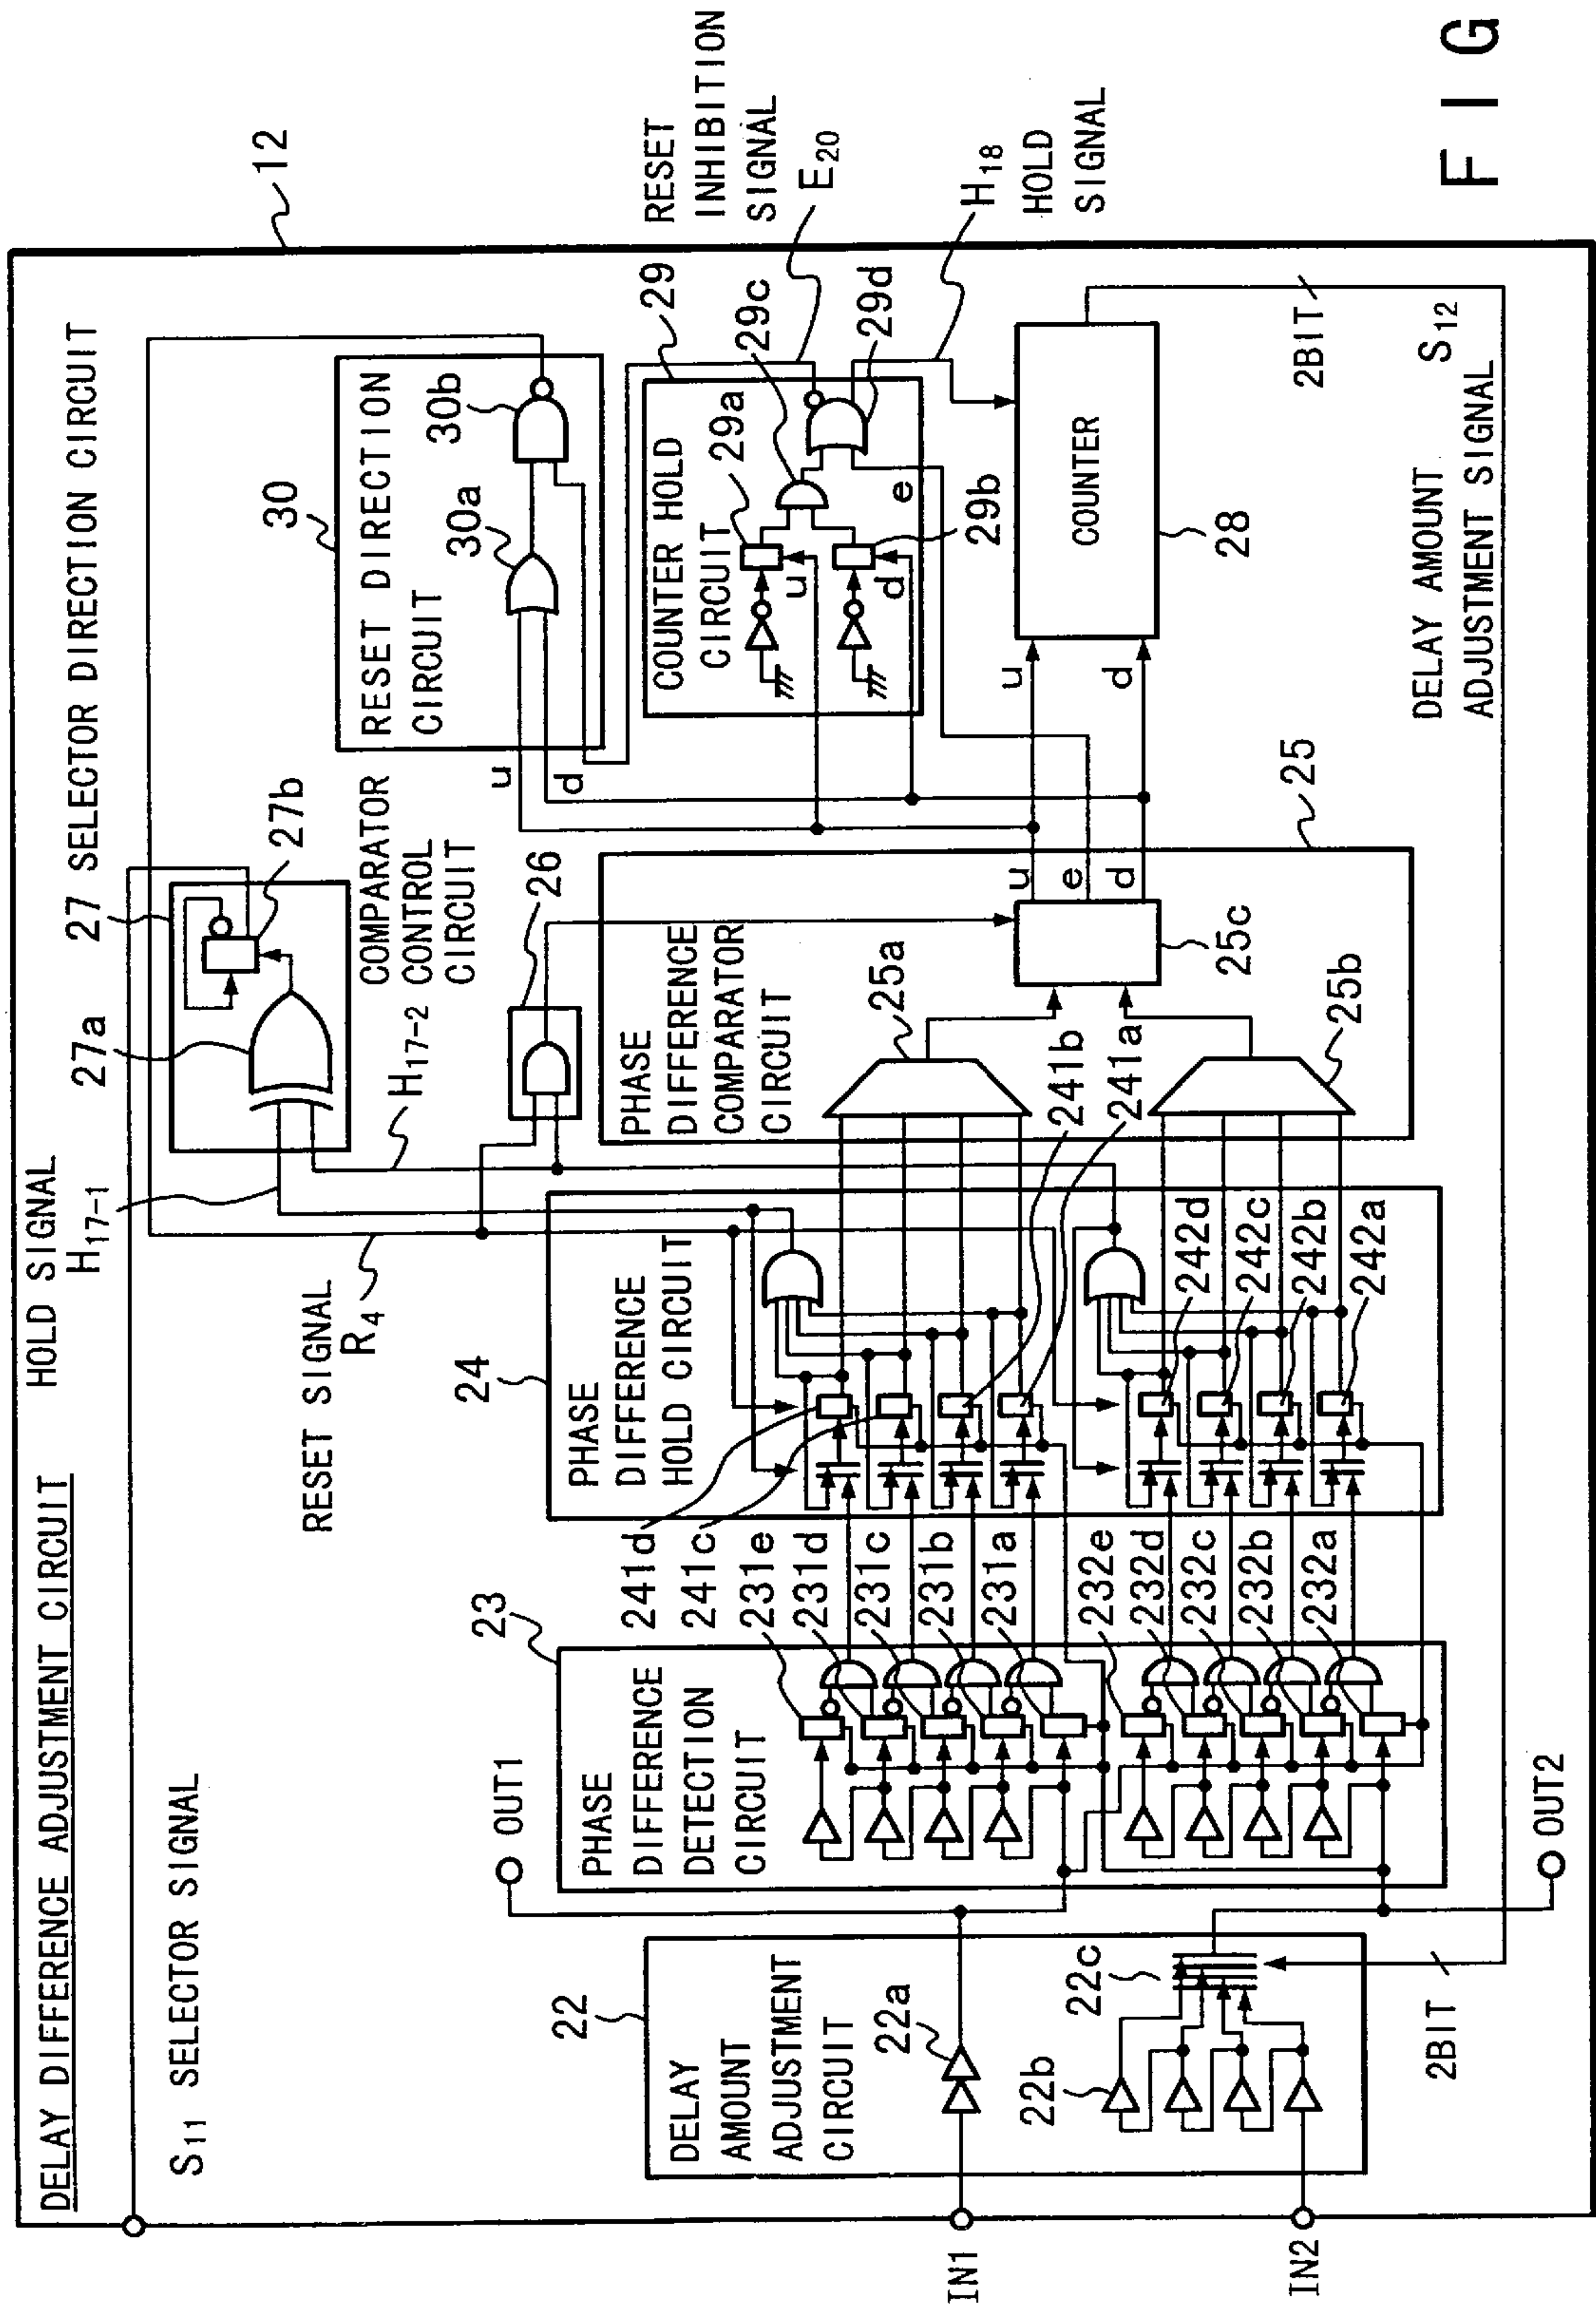 DELAY DIFFERENCE ADJUSTMENT CIRCUIT
S11 SELECTOR SIGNAL
HOLD SIGNAL
H17-1
RESET SIGNAL
R4
27 SELECTOR DIRECTION CIRCUIT
27
27a
27b
H17-2
COMPARATOR
CONTROL
CIRCUIT
26
30
RESET DIRECTION
CIRCUIT
30a
30b
u
d
12
RESET
INHIBITION
SIGNAL
E20
29
COUNTER HOLD
CIRCUIT
29a
29b
29c
29d
u
d
e
H18
HOLD
SIGNAL
COUNTER
28
u
d
2BIT
S12
DELAY AMOUNT
ADJUSTMENT SIGNAL
25
PHASE
DIFFERENCE
COMPARATOR
CIRCUIT
25a
25b
25c
u
e
d
24
PHASE
DIFFERENCE
HOLD CIRCUIT
241d
241c
241b
241a
242d
242c
242b
242a
23
PHASE
DIFFERENCE
DETECTION
CIRCUIT
231e
231d
231c
231b
231a
232e
232d
232c
232b
232a
OUT1
OUT2
22
DELAY
AMOUNT
ADJUSTMENT
CIRCUIT
22a
22b
22c
2BIT
IN1
IN2
FIG